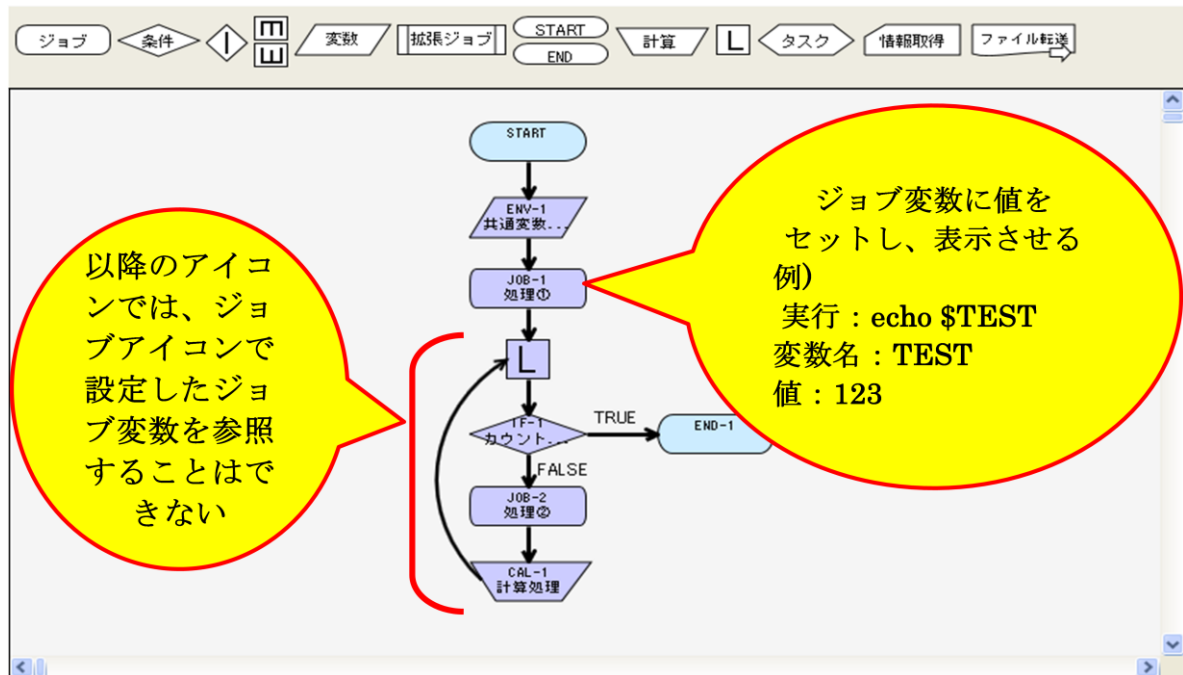 ジョブ
条件
I
M
W
変数
拡張ジョブ
START
END
計算
L
タスク
情報取得
ファイル転送
START
ENV-1
共通変数...
JOB-1
処理①
L
IF-1
カウント...
TRUE
END-1
FALSE
JOB-2
処理②
CAL-1
計算処理
ジョブ変数に値を
セットし、表示させる
例)
実行：echo $TEST
変数名：TEST
値：123
以降のアイコ
ンでは、ジョ
ブアイコンで
設定したジョ
ブ変数を参照
することはで
きない